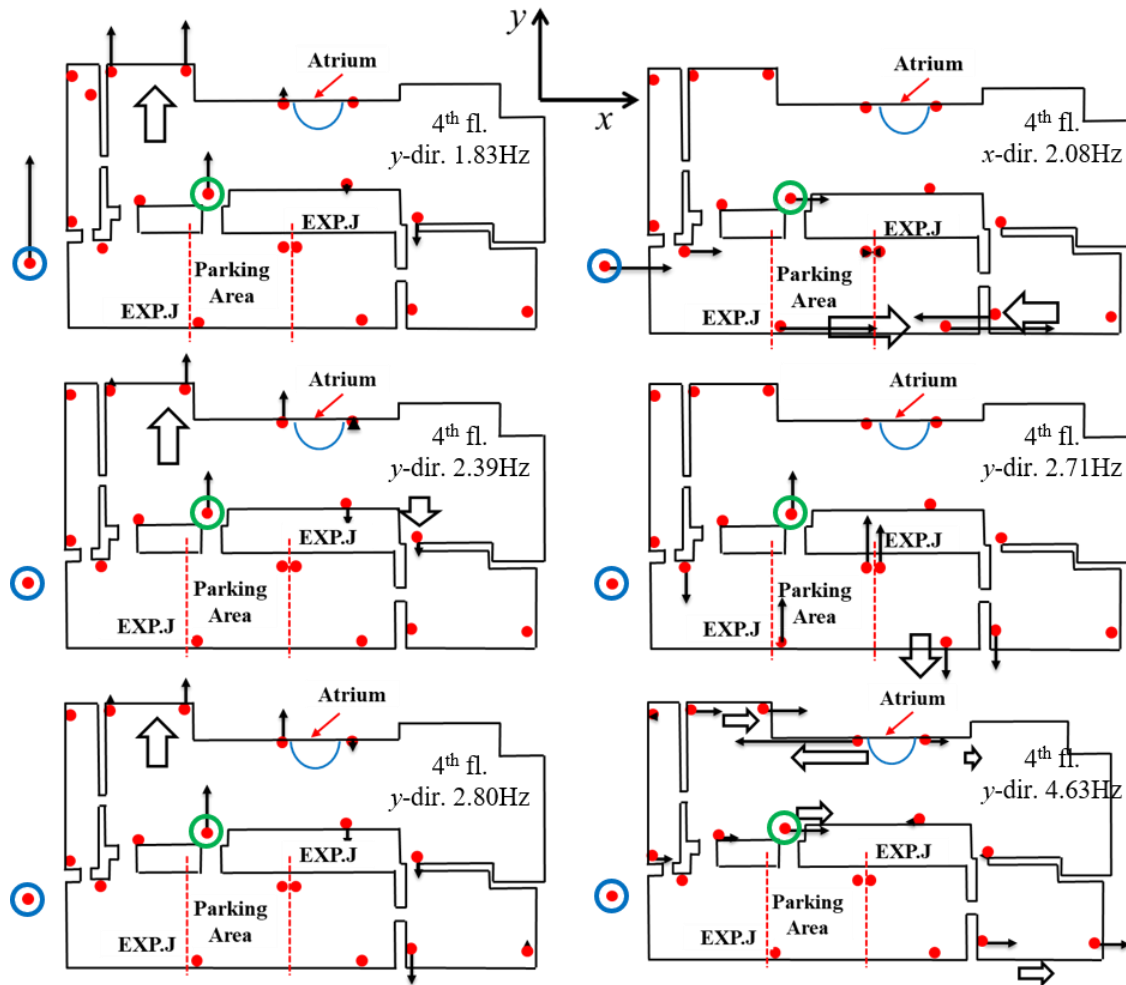 y
x
Atrium
4th fl.
y-dir. 1.83Hz
EXP.J
Parking
Area
EXP.J
Atrium
4th fl.
x-dir. 2.08Hz
EXP.J
Parking
Area
EXP.J
Atrium
4th fl.
y-dir. 2.39Hz
EXP.J
Parking
Area
EXP.J
Atrium
4th fl.
y-dir. 2.71Hz
EXP.J
Parking
Area
EXP.J
Atrium
4th fl.
y-dir. 2.80Hz
EXP.J
Parking
Area
EXP.J
Atrium
4th fl.
y-dir. 4.63Hz
EXP.J
Parking
Area
EXP.J